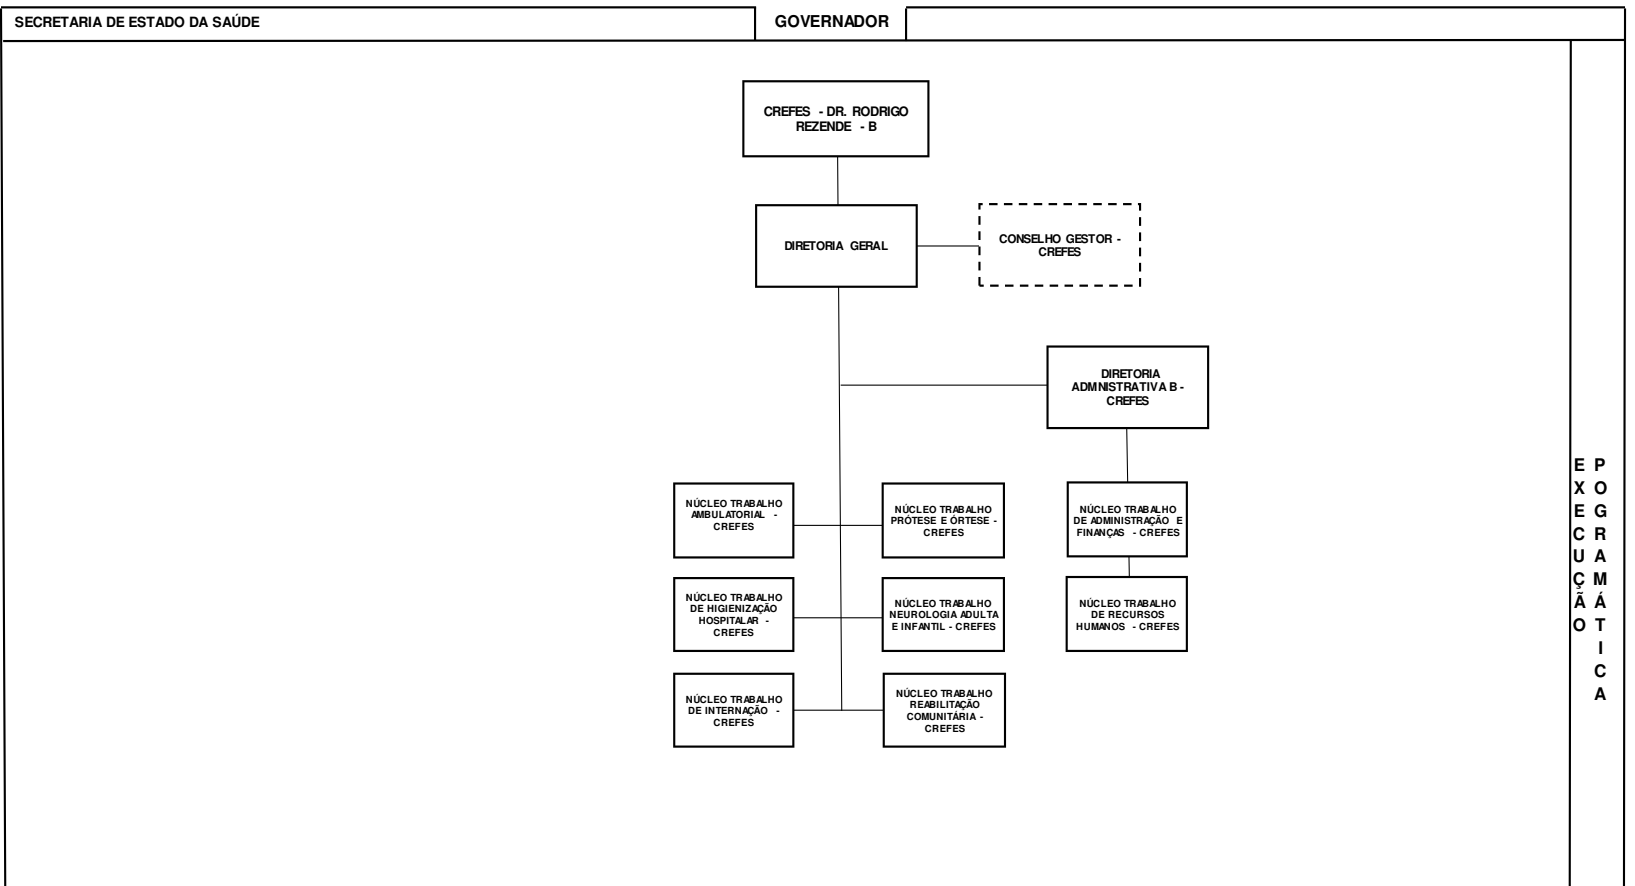 SECRETARIA DE ESTADO DA SAÚDE
GOVERNADOR
CREFES - DR. RODRIGO
REZENDE - B
DIRETORIA GERAL
CONSELHO GESTOR -
CREFES
DIRETORIA
ADMNISTRATIVA B -
CREFES
NÚCLEO TRABALHO
AMBULATORIAL -
CREFES
NÚCLEO TRABALHO
PRÓTESE E ÓRTESE -
CREFES
NÚCLEO TRABALHO
DE ADMINISTRAÇÃO E
FINANÇAS - CREFES
NÚCLEO TRABALHO
DE HIGIENIZAÇÃO
HOSPITALAR -
CREFES
NÚCLEO TRABALHO
NEUROLOGIA ADULTA
E INFANTIL - CREFES
NÚCLEO TRABALHO
DE RECURSOS
HUMANOS - CREFES
NÚCLEO TRABALHO
DE INTERNAÇÃO -
CREFES
NÚCLEO TRABALHO
REABILITAÇÃO
COMUNITÁRIA -
CREFES
EXECUÇÃO
POGRAMÁTICA